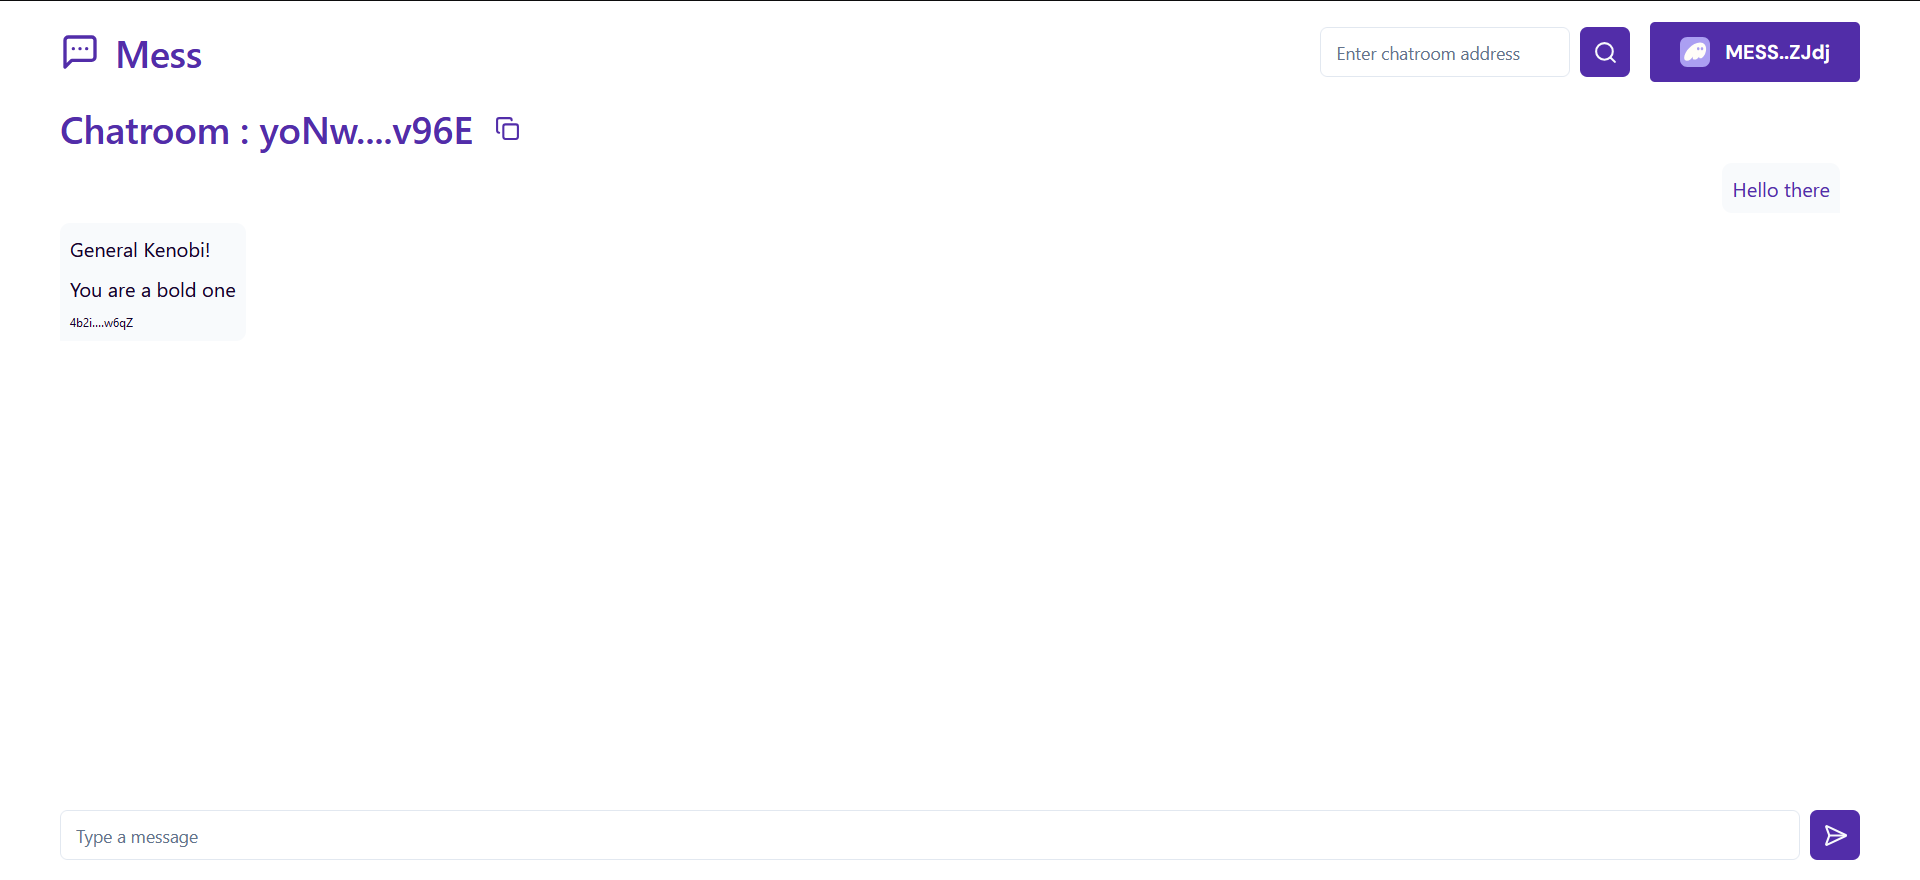 Mess
Enter chatroom address
MESS..ZJdj
Chatroom : yoNw....v96E
Hello there
General Kenobi!
You are a bold one
4b2i....w6qZ
Type a message